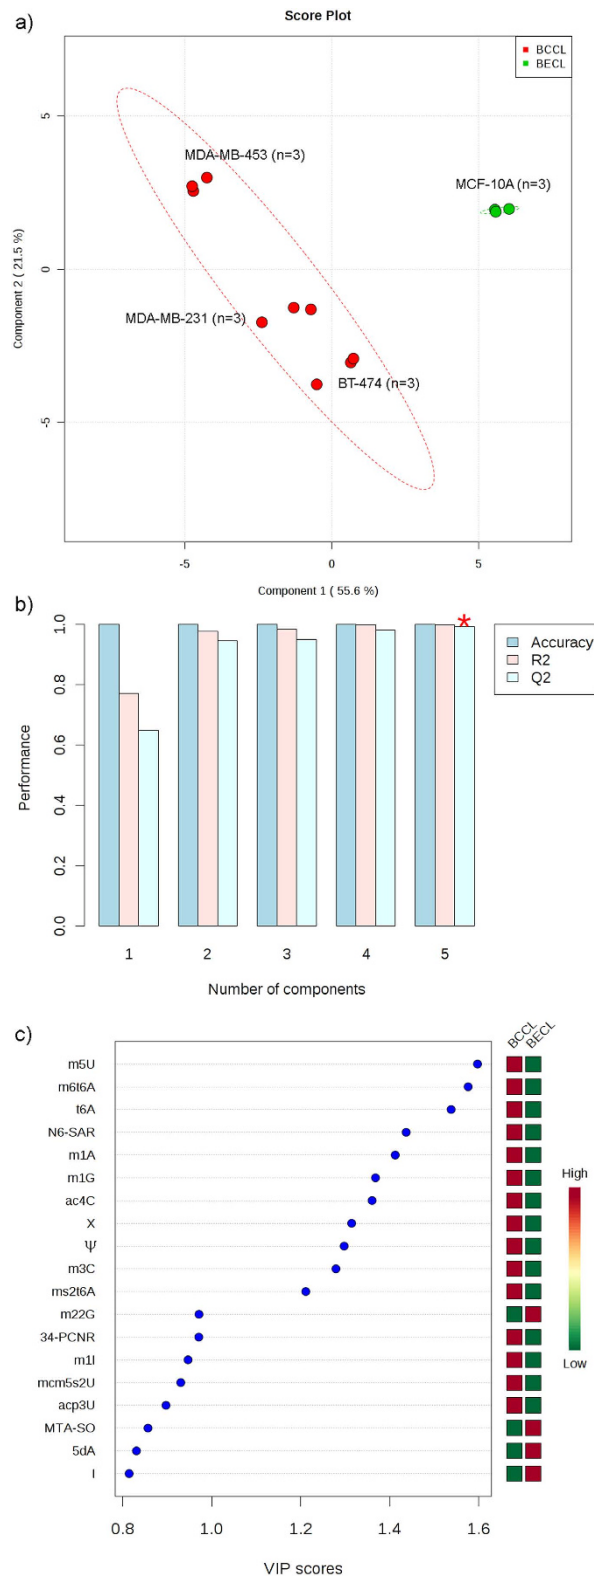 a)
Score Plot
BCCL
BECL
MDA-MB-453 (n=3)
MCF-10A (n=3)
MDA-MB-231 (n=3)
BT-474 (n=3)
5
0
-5
Component 2 ( 21.5 %)
-5 0 5
Component 1 ( 55.6 %)
b)
*
Accuracy
R2
Q2
1.0
0.8
0.6
0.4
0.2
0.0
Performance
1 2 3 4 5
Number of components
c)
BCCL BECL
m5U
m6t6A
t6A
N6-SAR
m1A
m1G
ac4C
X
Ψ
m3C
ms2t6A
m22G
34-PCNR
m1I
mcm5s2U
acp3U
MTA-SO
5dA
I
High
Low
0.8 1.0 1.2 1.4 1.6
VIP scores